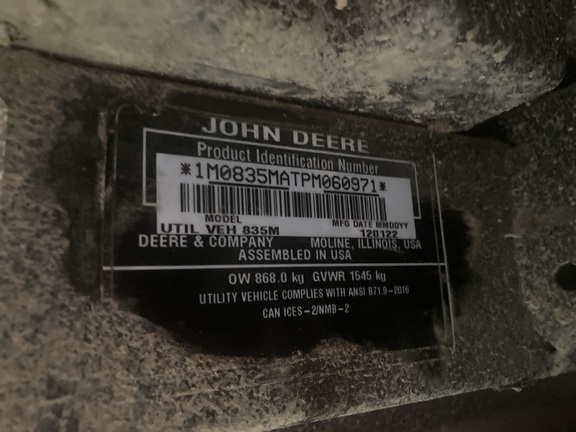 JOHN DEERE
Product Identification Number
*1M0835MATPM060971*
MODEL MFG DATE MMDDYY
UTIL VEH 835M 120122
DEERE & COMPANY MOLINE, ILLINOIS, USA
ASSEMBLED IN USA
OW 868.0 kg GVWR 1545 kg
UTILITY VEHICLE COMPLIES WITH ANSI B71.9-2016
CAN ICES-2/NMB-2